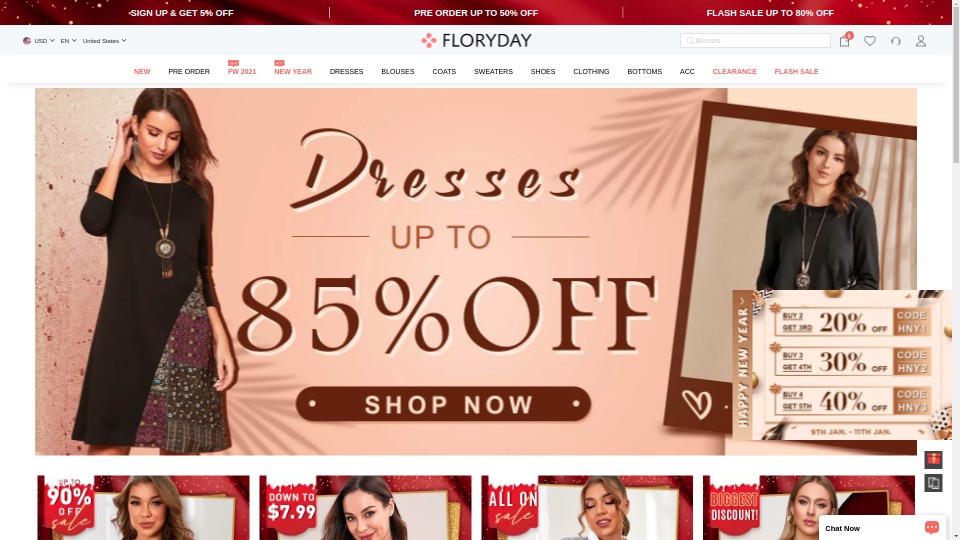 SIGN UP & GET 5% OFF
PRE ORDER UP TO 50% OFF
FLASH SALE UP TO 80% OFF
USD
EN
United States
FLORYDAY
Blouses
NEW
PRE ORDER
FW 2021
NEW YEAR
DRESSES
BLOUSES
COATS
SWEATERS
SHOES
CLOTHING
BOTTOMS
ACC
CLEARANCE
FLASH SALE
Dresses
UP TO
85%OFF
SHOP NOW
HAPPY NEW YEAR
BUY 2
GET 3RD
20% OFF
CODE
HNY1
BUY 3
GET 4TH
30% OFF
CODE
HNY2
BUY 4
GET 5TH
40% OFF
CODE
HNY3
5TH JAN. - 11TH JAN.
UP TO
90%
OFF
sale
DOWN TO
$7.99
ALL ON
sale
BIGGEST
DISCOUNT!
Chat Now